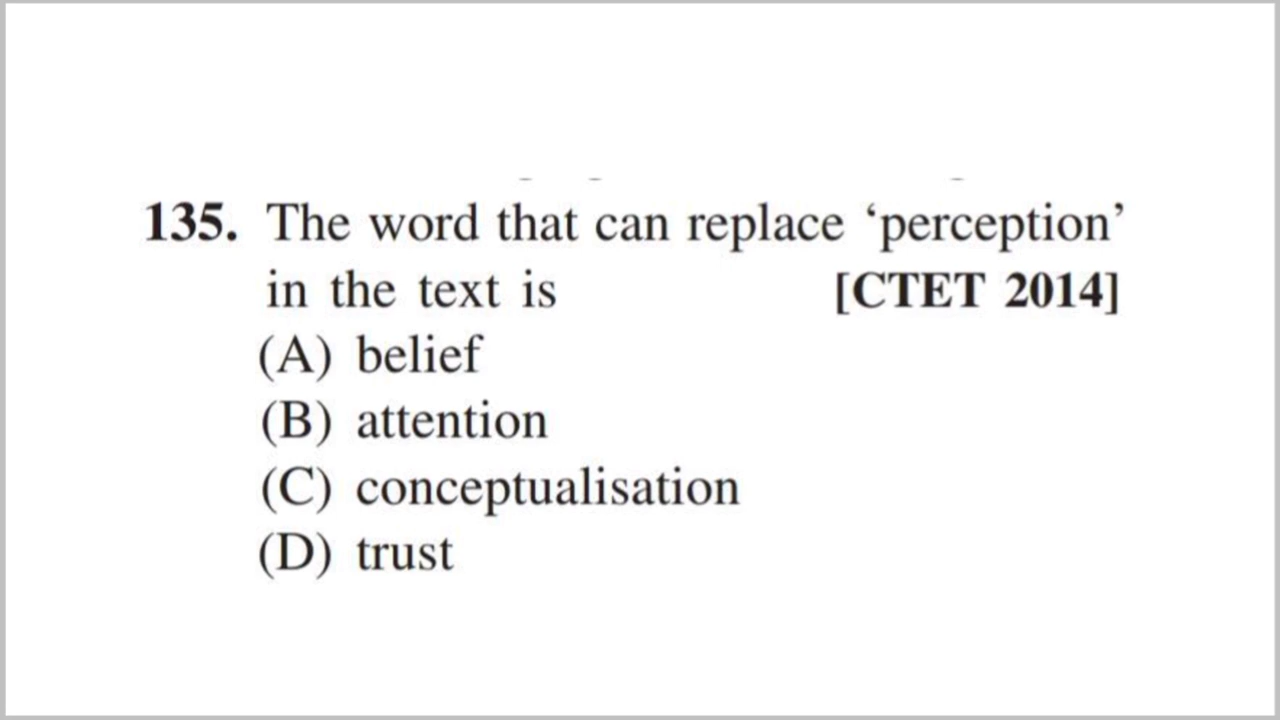 135. The word that can replace ‘perception’
in the text is [CTET 2014]
(A) belief
(B) attention
(C) conceptualisation
(D) trust